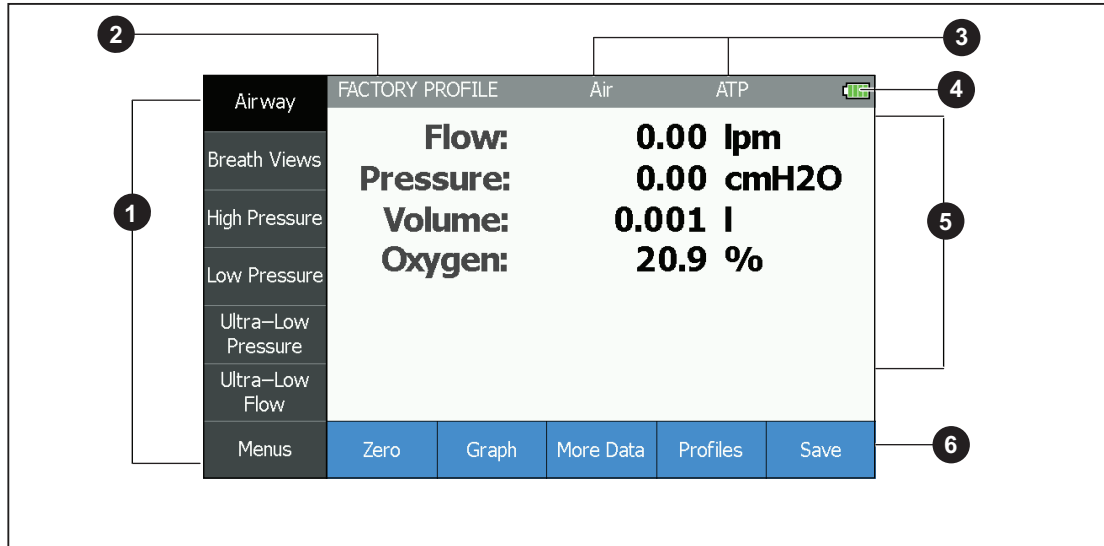 2
3
FACTORY PROFILE Air ATP
4
Airway
Breath Views
High Pressure
Low Pressure
Ultra–Low
Pressure
Ultra–Low
Flow
Menus
1
Flow: 0.00 lpm
Pressure: 0.00 cmH2O
Volume: 0.001 l
Oxygen: 20.9 %
5
Zero Graph More Data Profiles Save
6